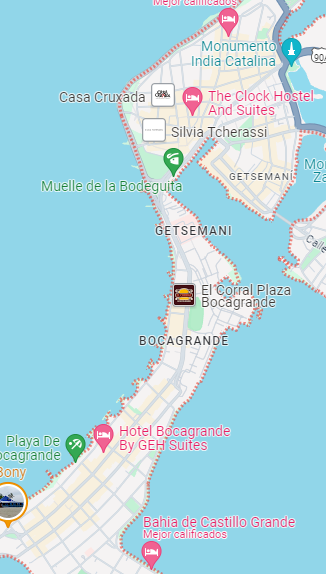 Mejor calificados
Monumento
India Catalina
90A
Casa Cruxada
The Clock Hostel
And Suites
Silvia Tcherassi
Muelle de la Bodeguita
GETSEMANI
Mo
Za
GETSEMANI
Calle
El Corral Plaza
Bocagrande
BOCAGRANDE
Hotel Bocagrande
By GEH Suites
Playa De
ocagrande
Bony
Bahia de Castillo Grande
Mejor calificados